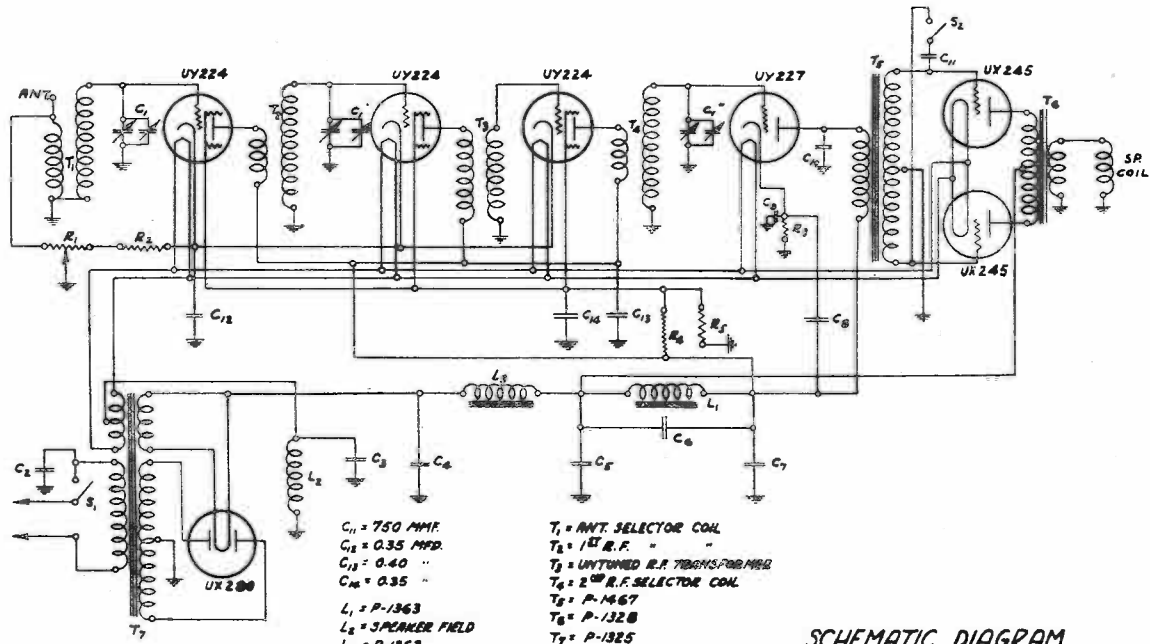 UY224
UY224
UY224
UY227
T5
S2
C11
UX245
T6
ANT.
T1
C1
T2
C1'
T3
T4
C1"
C10
SP. COIL
C9
R3
UX245
R1
R2
C12
C14
C13
R4
R5
C8
L3
L1
C6
C2
S1
L2
C3
C4
C5
C7
UX280
T7
C11 = 750 MMF.
C12 = 0.35 MFD.
C13 = 0.40 "
C14 = 0.35 "
L1 = P-1363
L2 = SPEAKER FIELD
T1 = ANT. SELECTOR COIL
T2 = 1ST R.F. " "
T3 = UNTUNED R.F. TRANSFORMER
T4 = 2ND R.F. SELECTOR COIL
T5 = P-1467
T6 = P-1328
T7 = P-1325
SCHEMATIC DIAGRAM